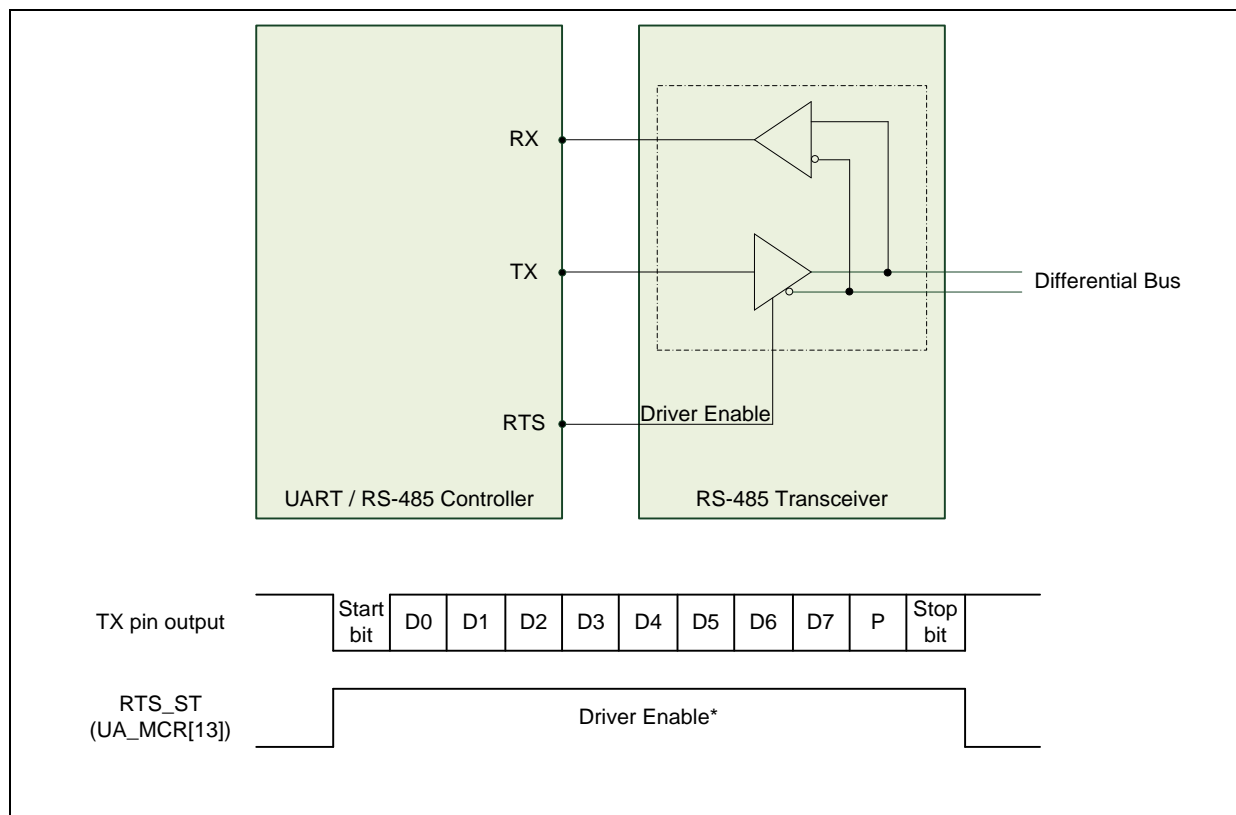 RX
TX
Differential Bus
RTS
Driver Enable
UART / RS-485 Controller
RS-485 Transceiver
TX pin output
Start bit
D0
D1
D2
D3
D4
D5
D6
D7
P
Stop bit
RTS_ST
(UA_MCR[13])
Driver Enable*